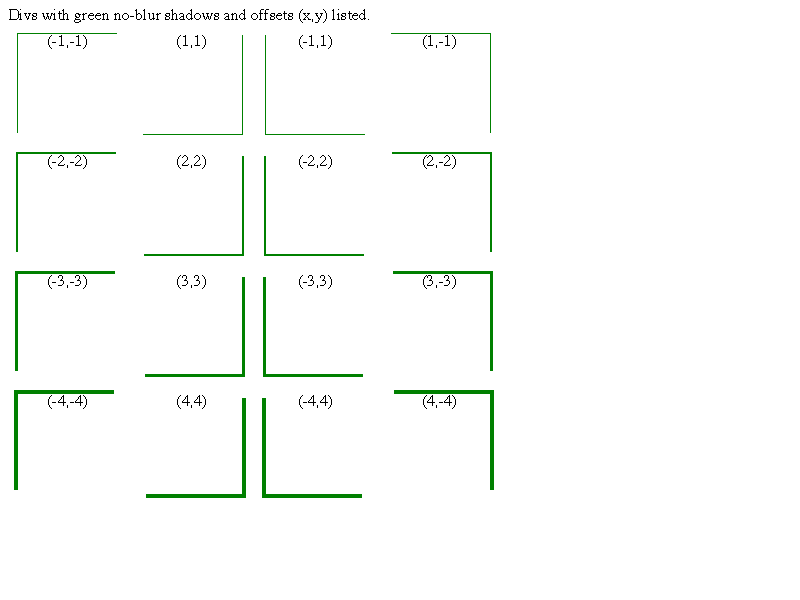 Divs with green no-blur shadows and offsets (x,y) listed.
(-1,-1) (1,1) (-1,1) (1,-1)
(-2,-2) (2,2) (-2,2) (2,-2)
(-3,-3) (3,3) (-3,3) (3,-3)
(-4,-4) (4,4) (-4,4) (4,-4)